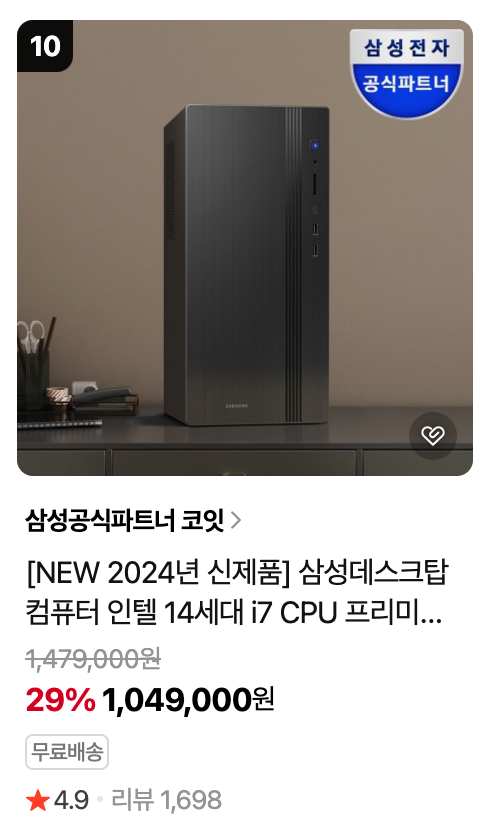 10
삼성전자
공식파트너
SAMSUNG
삼성공식파트너 코잇
[NEW 2024년 신제품] 삼성데스크탑
컴퓨터 인텔 14세대 i7 CPU 프리미...
1,479,000원
29% 1,049,000원
무료배송
4.9 리뷰 1,698